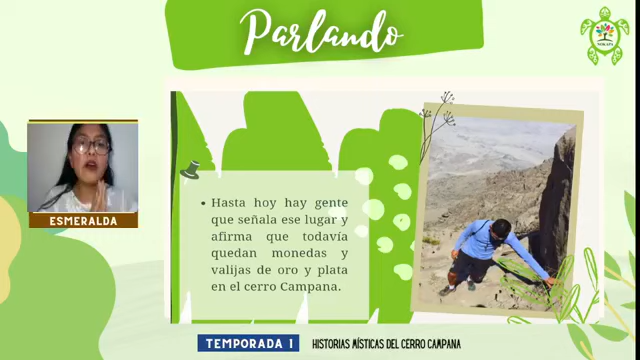 Parlando
ÑOKAPI
ESMERALDA
• Hasta hoy hay gente
que señala ese lugar y
afirma que todavía
quedan monedas y
valijas de oro y plata
en el cerro Campana.
TEMPORADA 1
HISTORIAS MÍSTICAS DEL CERRO CAMPANA